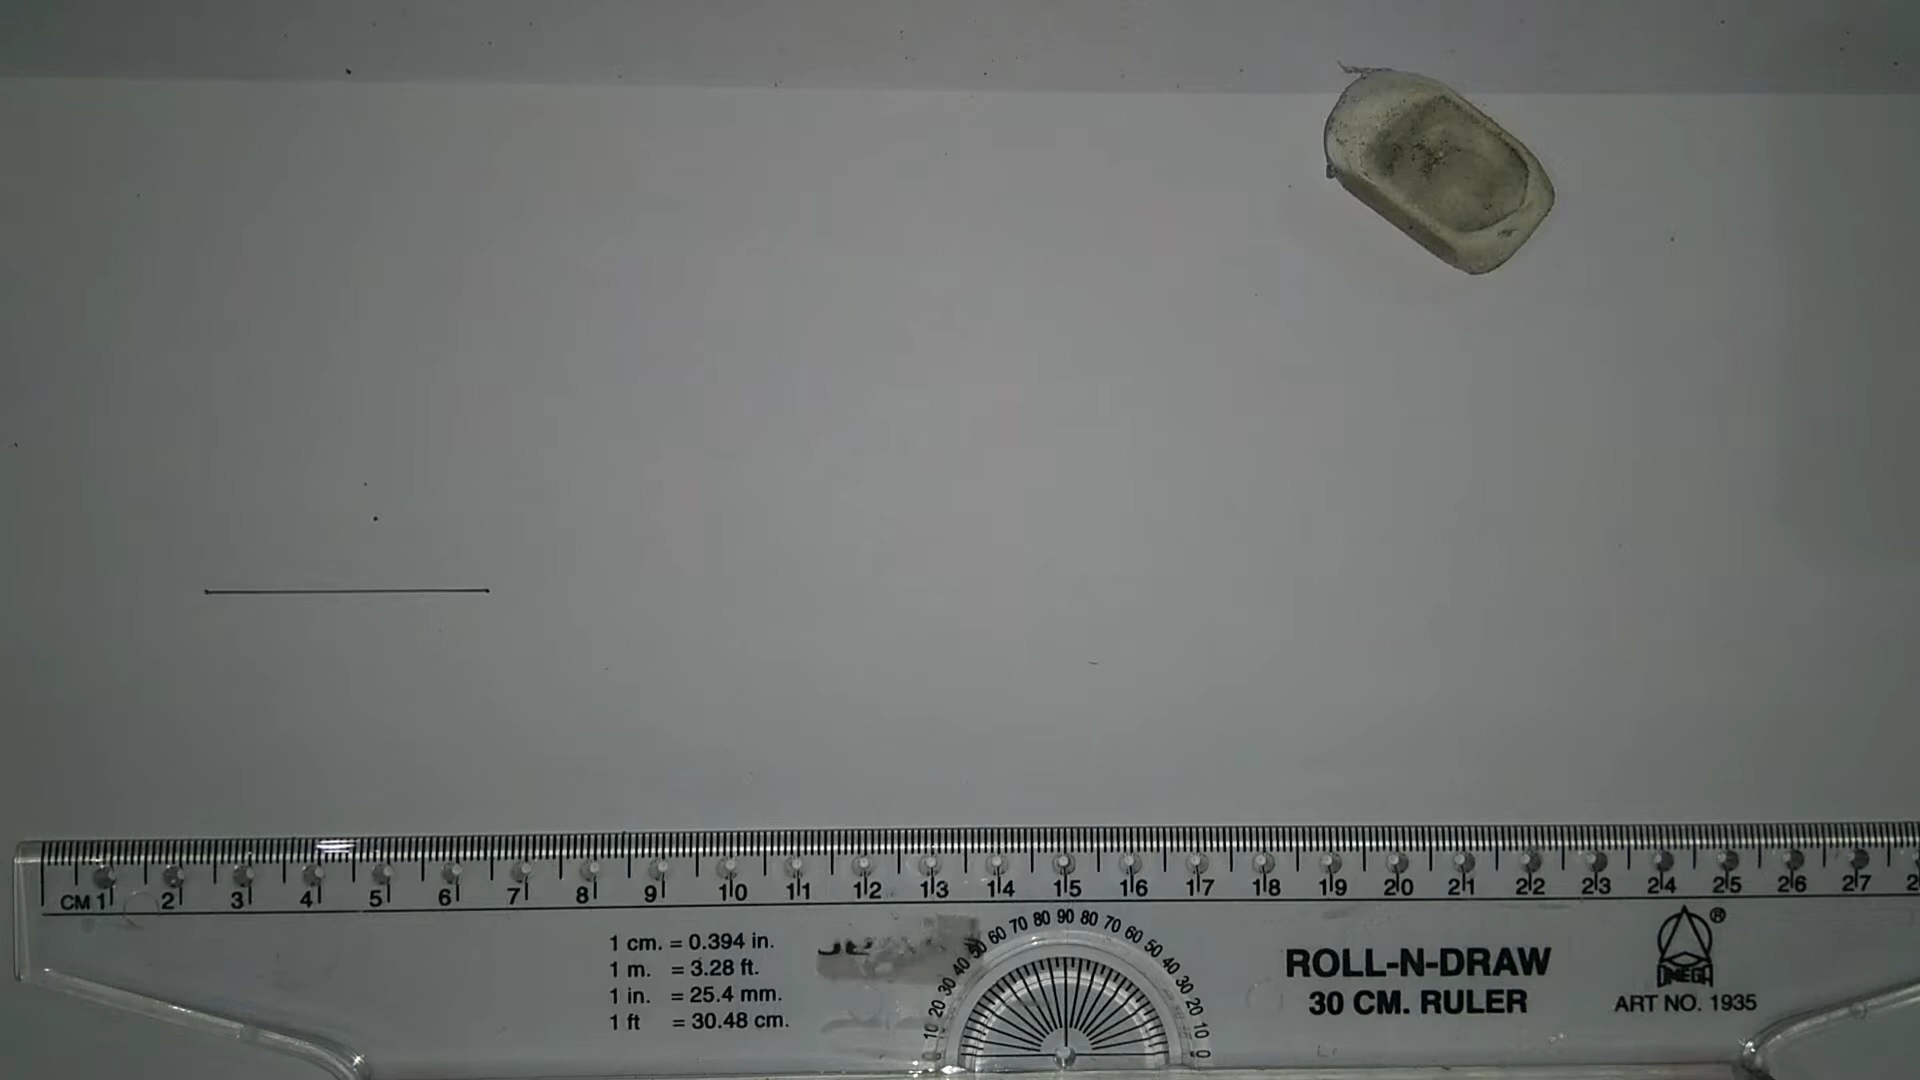 CM 1 2 3 4 5 6 7 8 9 10 11 12 13 14 15 16 17 18 19 20 21 22 23 24 25 26 27
1 cm. = 0.394 in.
1 m. = 3.28 ft.
1 in. = 25.4 mm.
1 ft = 30.48 cm.
0 10 20 30 40 50 60 70 80 90 80 70 60 50 40 30 20 10 0
ROLL-N-DRAW
30 CM. RULER
®
OMEGA
ART NO. 1935